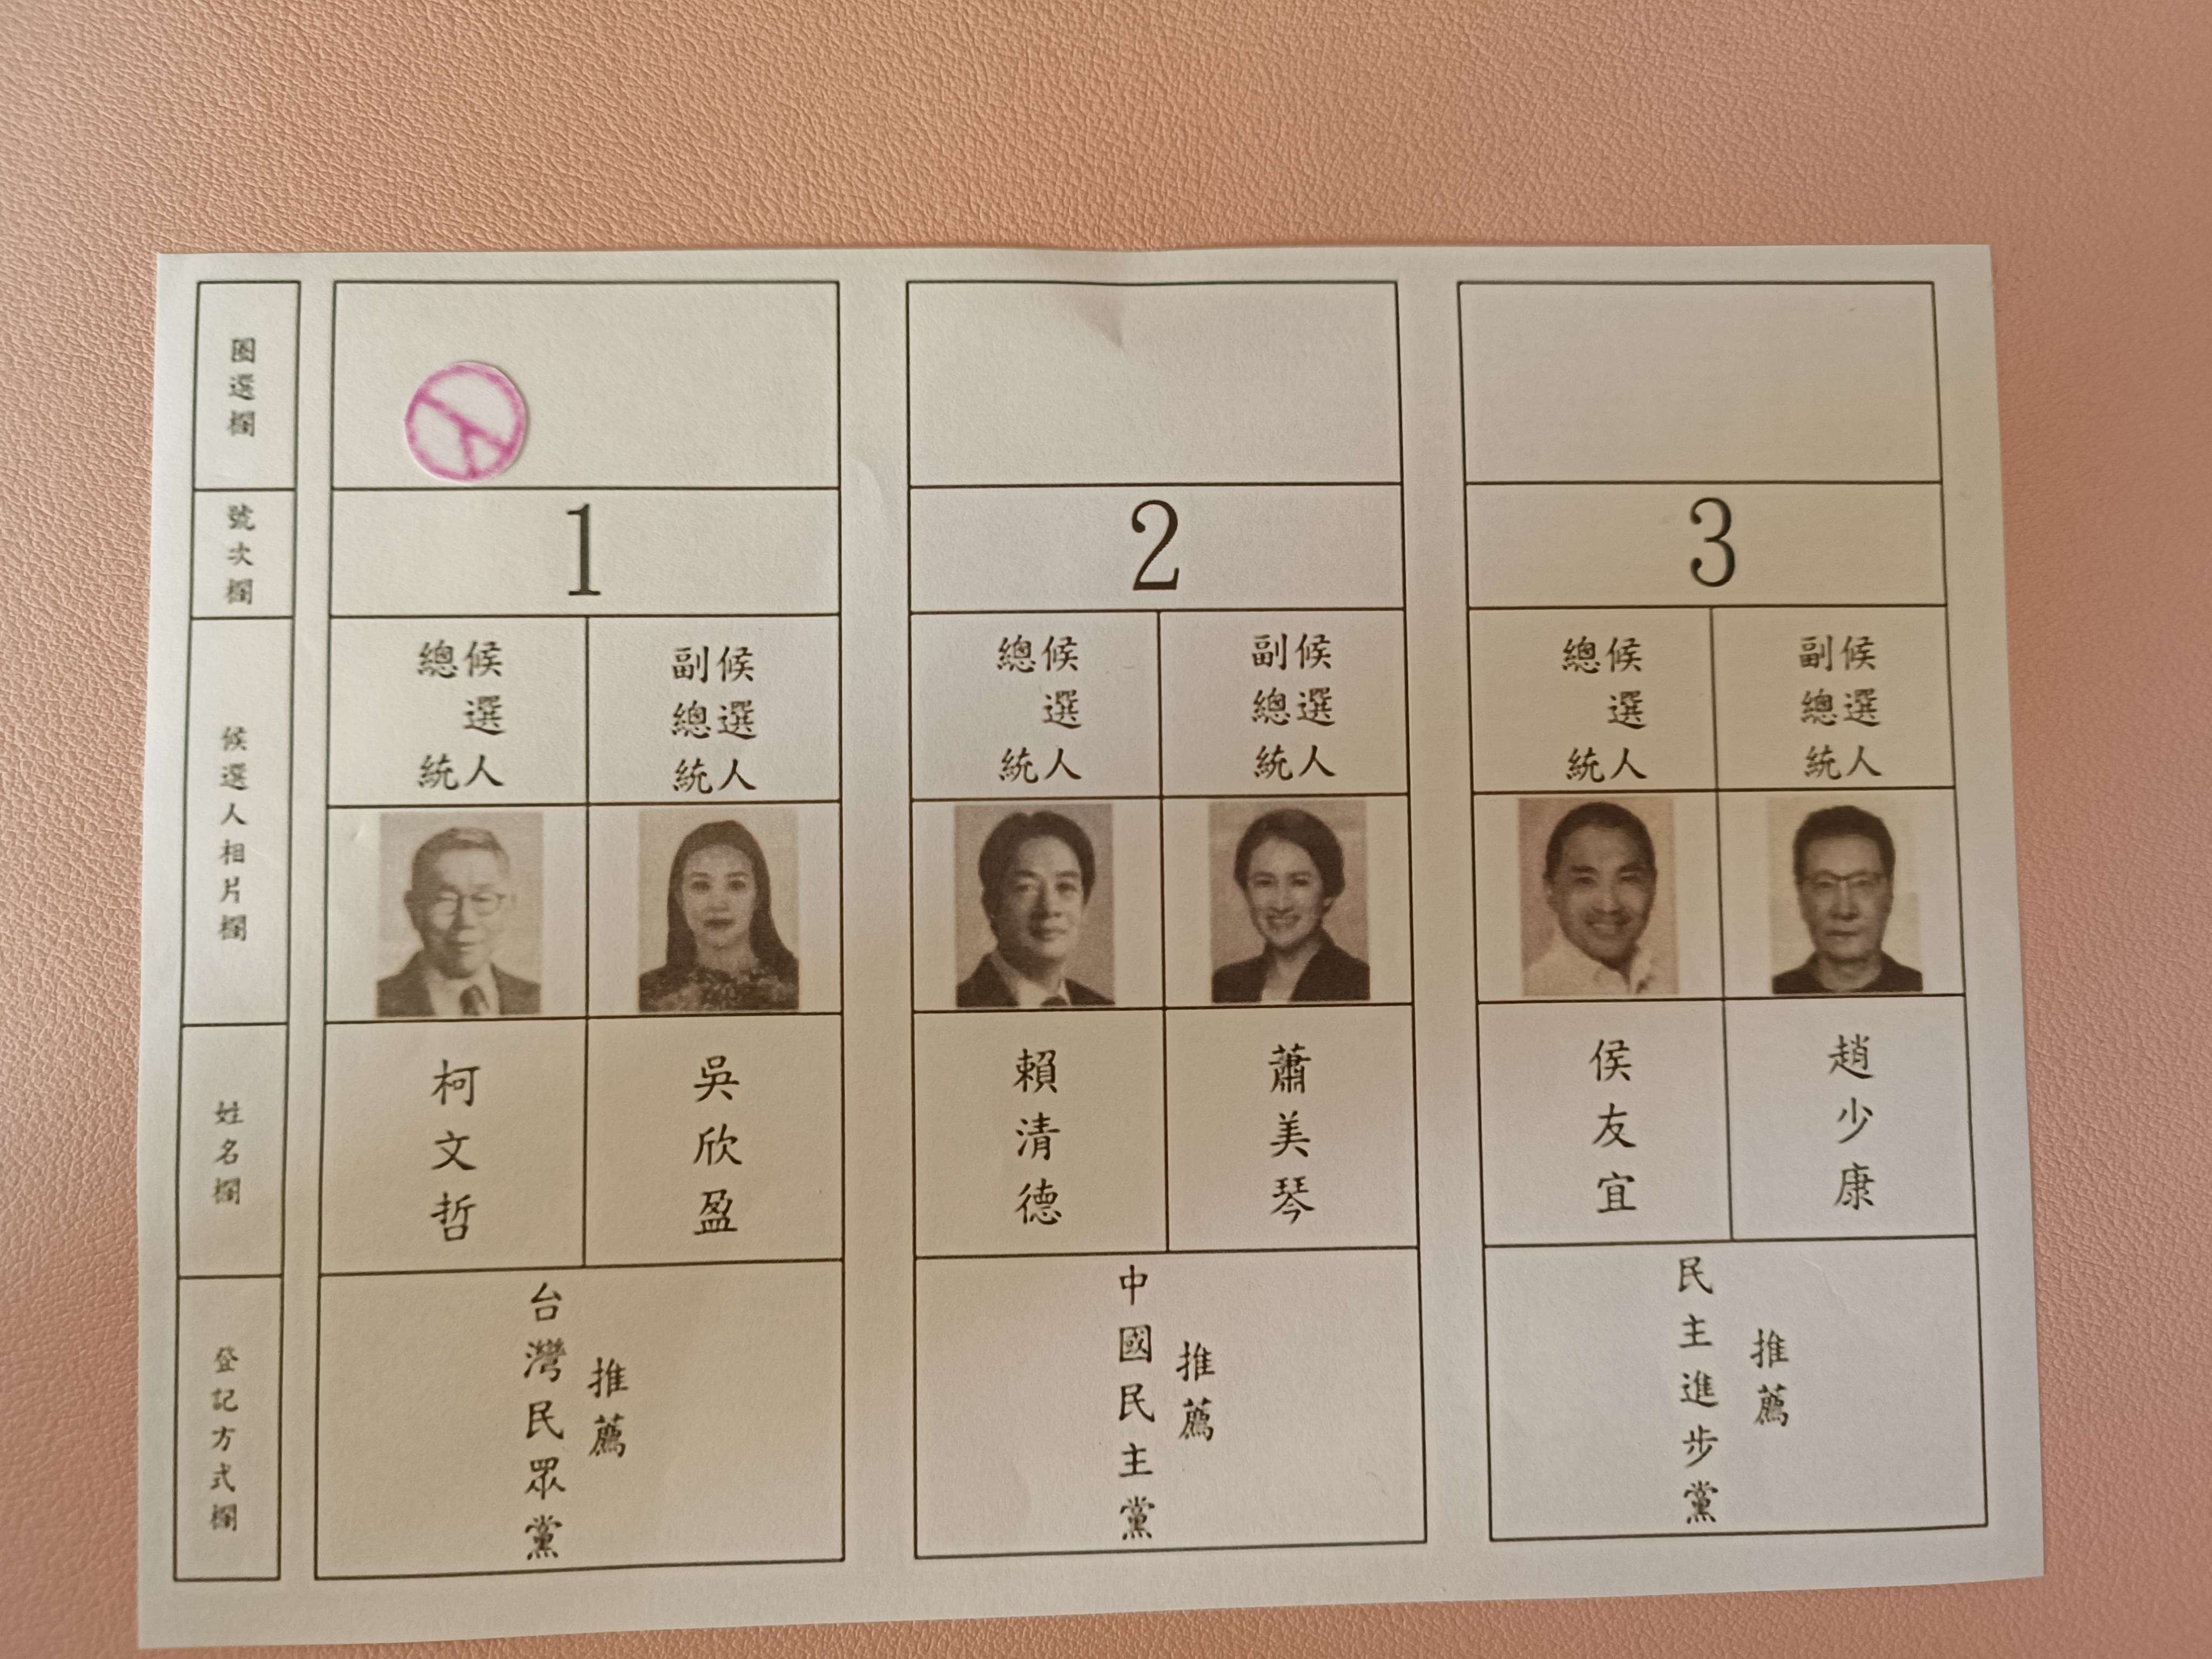 圈選欄
號次欄
候選人相片欄
姓名欄
登記方式欄
1
總統候選人
副總統候選人
柯文哲
吳欣盈
台灣民眾黨
推薦
2
總統候選人
副總統候選人
賴清德
蕭美琴
中國民主黨
推薦
3
總統候選人
副總統候選人
侯友宜
趙少康
民主進步黨
推薦